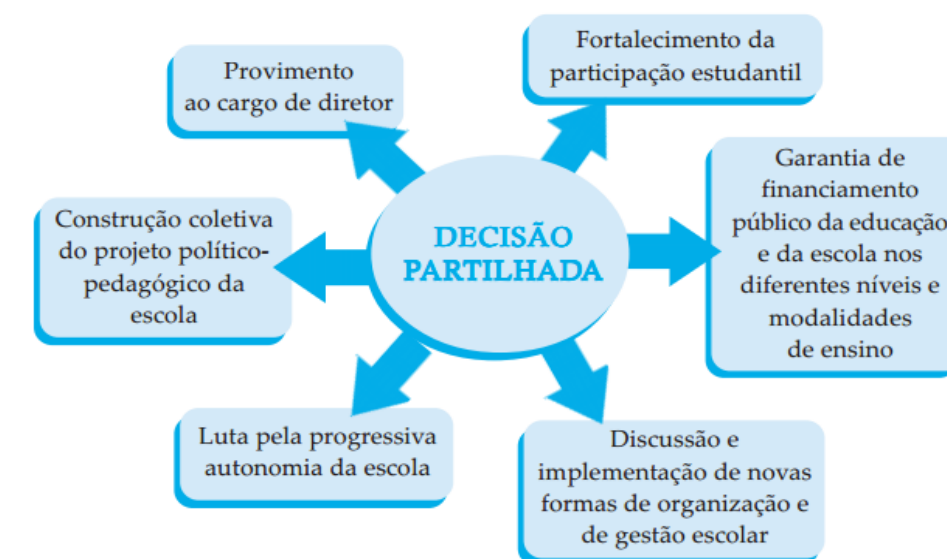 Provimento
ao cargo de diretor
Fortalecimento da
participação estudantil
Construção coletiva
do projeto político-
pedagógico da
escola
DECISÃO
PARTILHADA
Garantia de
financiamento
público da educação
e da escola nos
diferentes níveis e
modalidades
de ensino
Luta pela progressiva
autonomia da escola
Discussão e
implementação de novas
formas de organização e
de gestão escolar